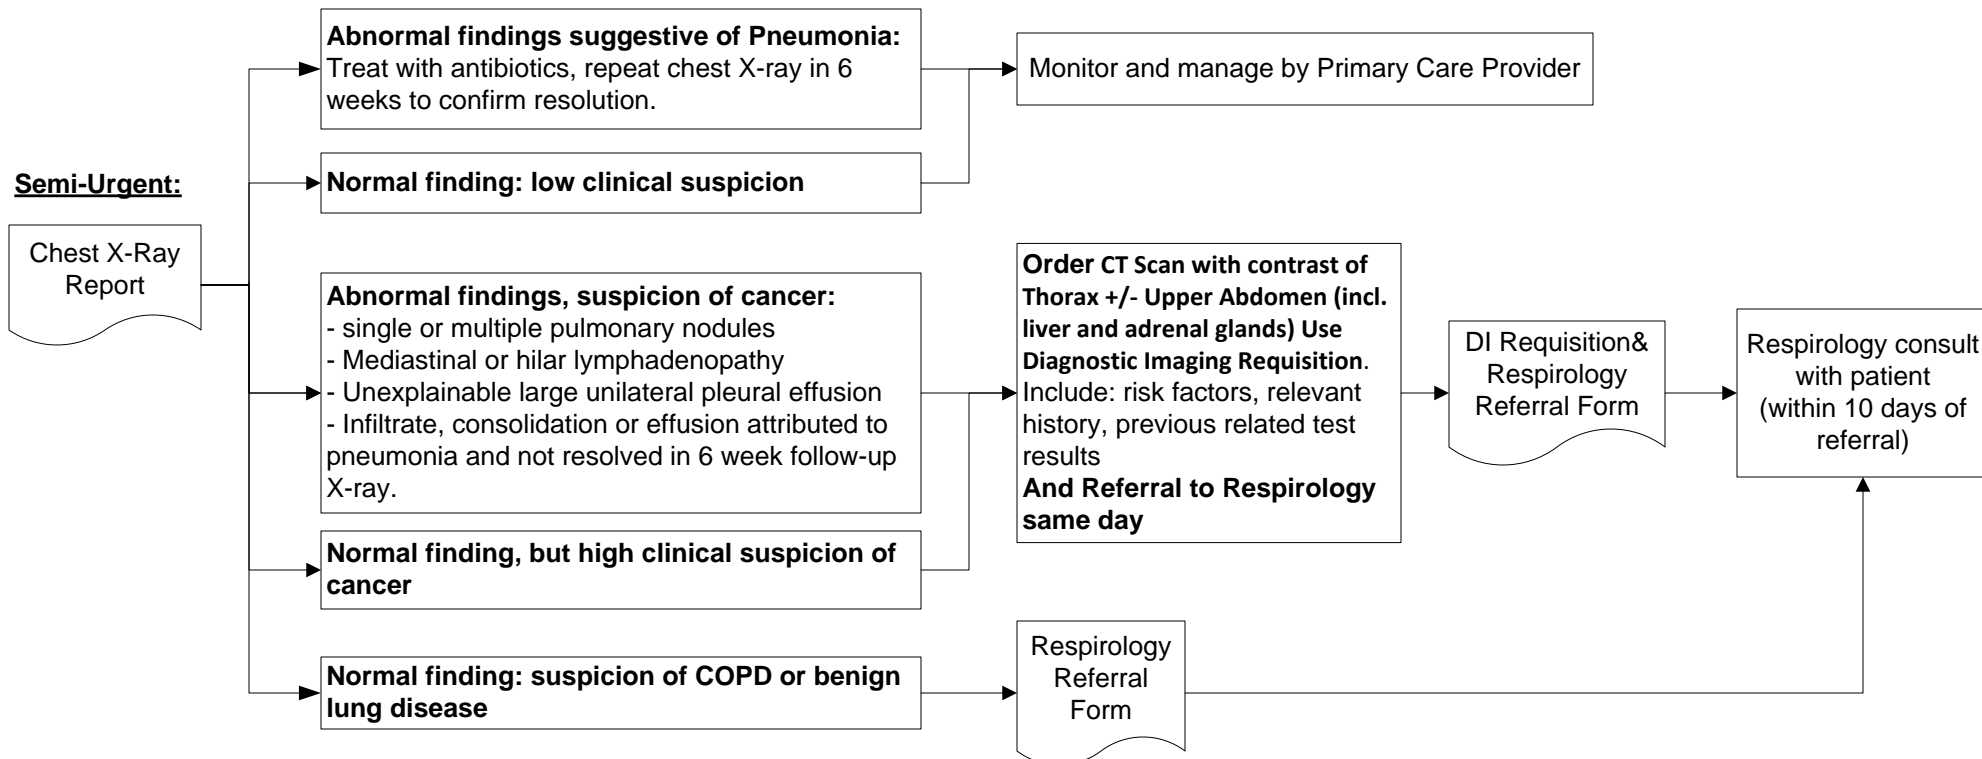 Semi-Urgent:
Chest X-Ray
Report
Abnormal findings suggestive of Pneumonia:
Treat with antibiotics, repeat chest X-ray in 6
weeks to confirm resolution.
Normal finding: low clinical suspicion
Monitor and manage by Primary Care Provider
Abnormal findings, suspicion of cancer:
- single or multiple pulmonary nodules
- Mediastinal or hilar lymphadenopathy
- Unexplainable large unilateral pleural effusion
- Infiltrate, consolidation or effusion attributed to
pneumonia and not resolved in 6 week follow-up
X-ray.
Normal finding, but high clinical suspicion of
cancer
Order CT Scan with contrast of
Thorax +/- Upper Abdomen (incl.
liver and adrenal glands) Use
Diagnostic Imaging Requisition.
Include: risk factors, relevant
history, previous related test
results
And Referral to Respirology
same day
DI Requisition&
Respirology
Referral Form
Respirology consult
with patient
(within 10 days of
referral)
Normal finding: suspicion of COPD or benign
lung disease
Respirology
Referral
Form